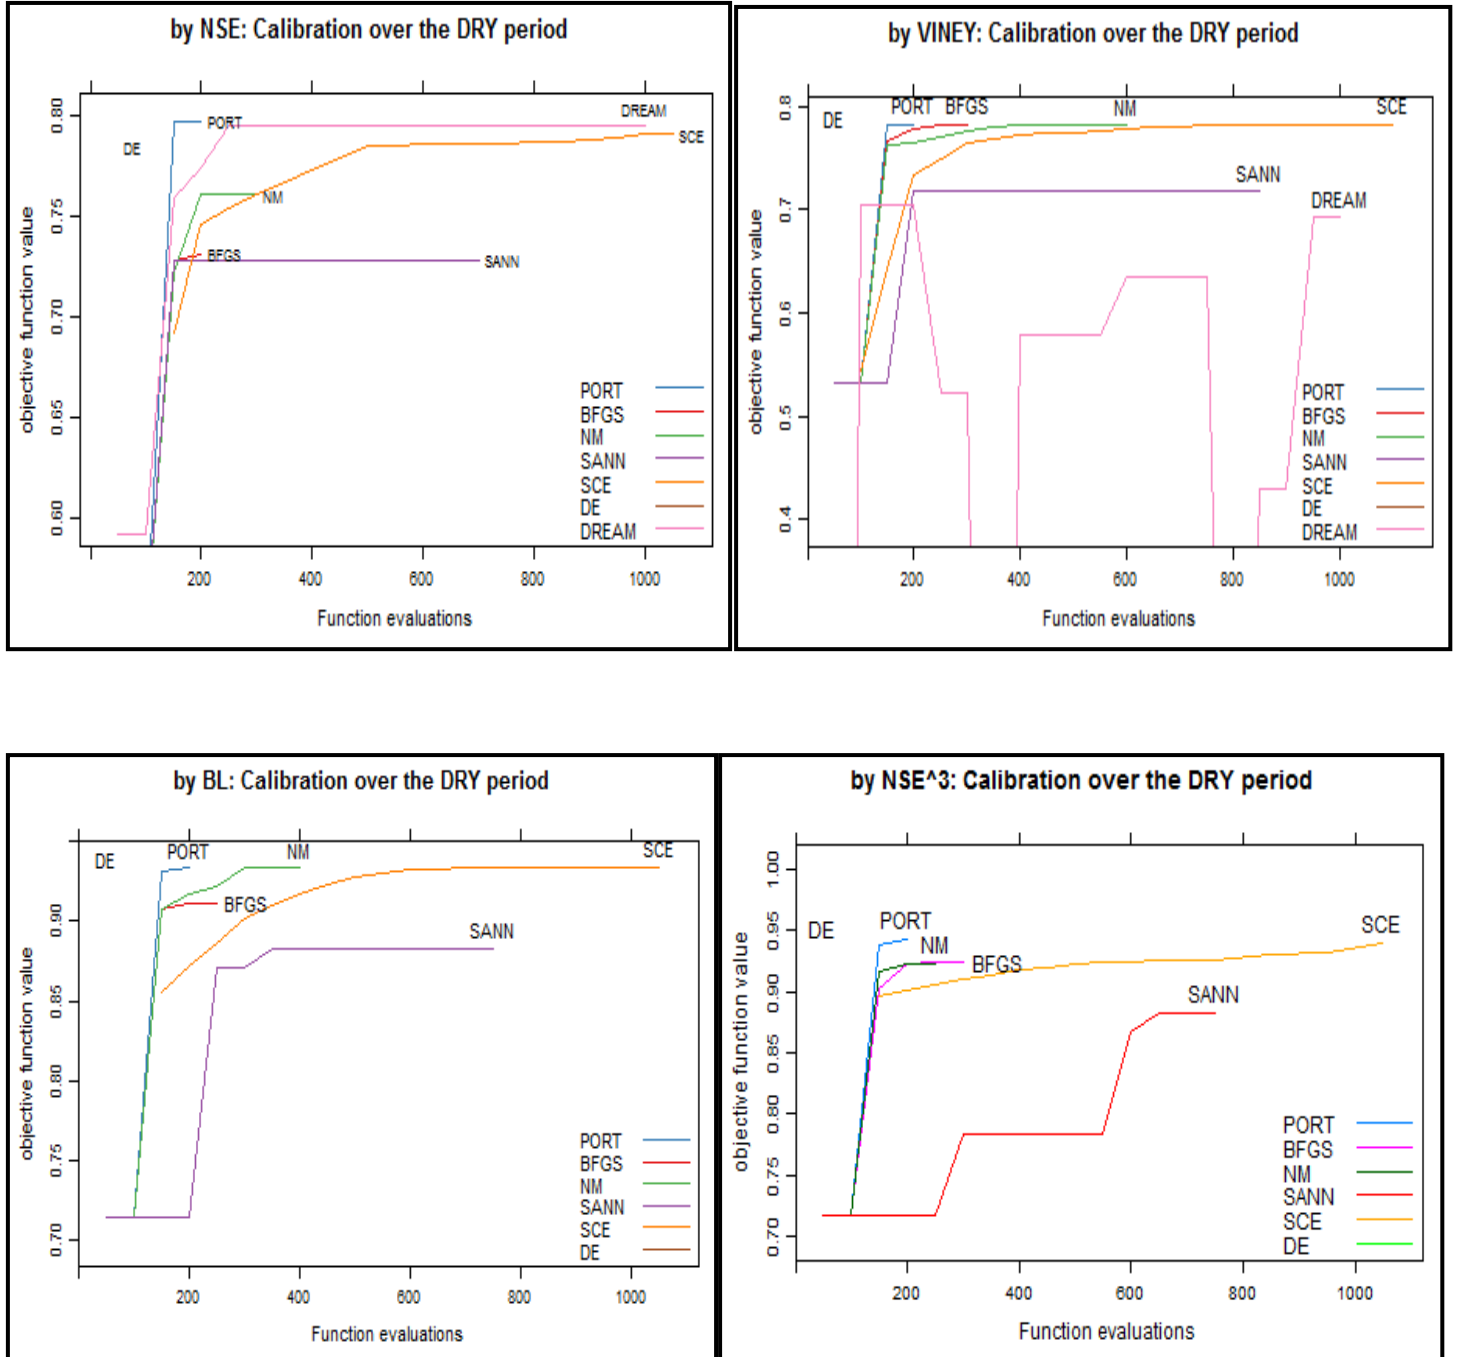 by NSE: Calibration over the DRY period
objective function value
0.80
0.75
0.70
0.65
0.60
DE
PORT
DREAM
SCE
NM
BFGS
SANN
PORT
BFGS
NM
SANN
SCE
DE
DREAM
200 400 600 800 1000
Function evaluations
by VINEY: Calibration over the DRY period
objective function value
0.8
0.7
0.6
0.5
0.4
DE
PORT
BFGS
NM
SCE
SANN
DREAM
PORT
BFGS
NM
SANN
SCE
DE
DREAM
200 400 600 800 1000
Function evaluations
by BL: Calibration over the DRY period
objective function value
0.90
0.85
0.80
0.75
0.70
DE
PORT
NM
SCE
BFGS
SANN
PORT
BFGS
NM
SANN
SCE
DE
200 400 600 800 1000
Function evaluations
by NSE^3: Calibration over the DRY period
objective function value
1.00
0.95
0.90
0.85
0.80
0.75
0.70
DE
PORT
NM
BFGS
SCE
SANN
PORT
BFGS
NM
SANN
SCE
DE
200 400 600 800 1000
Function evaluations